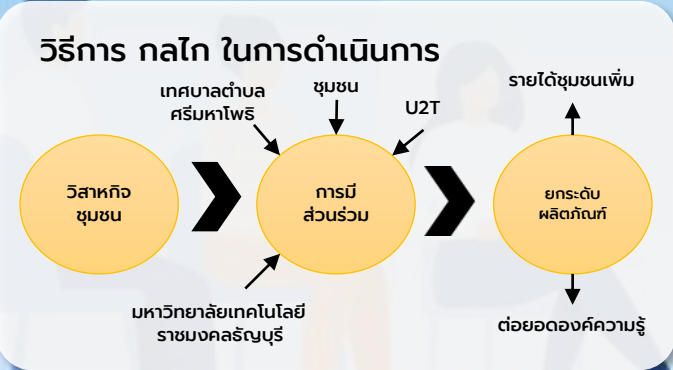 วิธีการ กลไก ในการดำเนินการ
เทศบาลตำบล
ศรีมหาโพธิ
ชุมชน
U2T
รายได้ชุมชนเพิ่ม
วิสาหกิจ
ชุมชน
การมี
ส่วนร่วม
ยกระดับ
ผลิตภัณฑ์
มหาวิทยาลัยเทคโนโลยี
ราชมงคลธัญบุรี
ต่อยอดองค์ความรู้